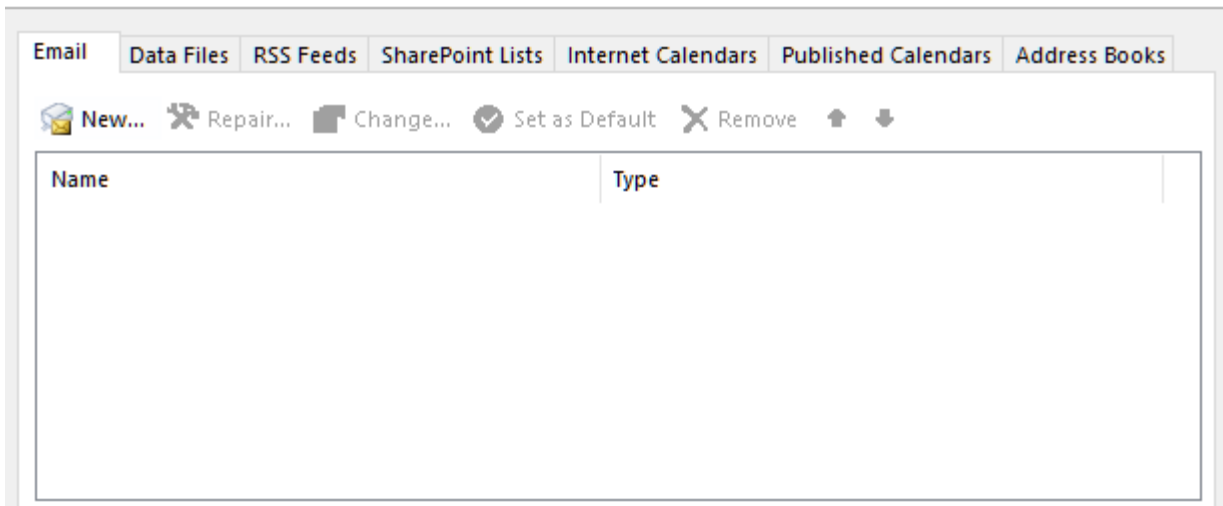 Email Data Files RSS Feeds SharePoint Lists Internet Calendars Published Calendars Address Books
New... Repair... Change... Set as Default Remove
Name Type